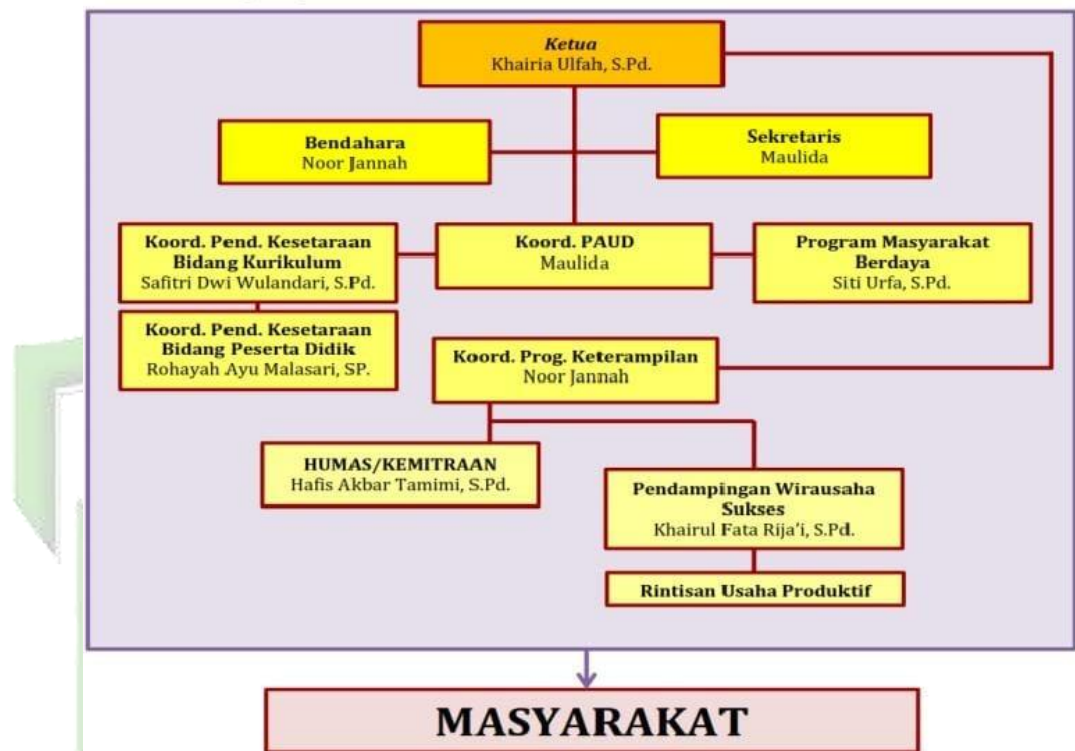 Ketua
Khairia Ulfah, S.Pd.
Bendahara
Noor Jannah
Sekretaris
Maulida
Koord. Pend. Kesetaraan
Bidang Kurikulum
Safitri Dwi Wulandari, S.Pd.
Koord. PAUD
Maulida
Program Masyarakat
Berdaya
Siti Urfa, S.Pd.
Koord. Pend. Kesetaraan
Bidang Peserta Didik
Rohayah Ayu Malasari, SP.
Koord. Prog. Keterampilan
Noor Jannah
HUMAS/KEMITRAAN
Hafis Akbar Tamimi, S.Pd.
Pendampingan Wirausaha
Sukses
Khairul Fata Rija'i, S.Pd.
Rintisan Usaha Produktif
MASYARAKAT